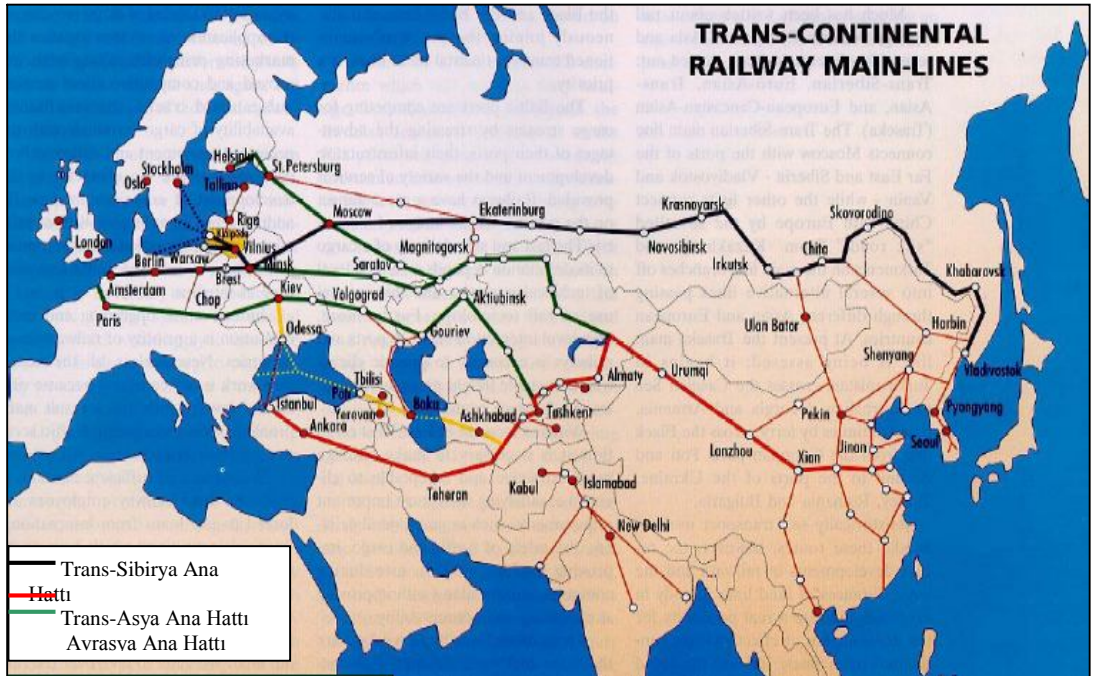 TRANS-CONTINENTAL
RAILWAY MAIN-LINES
Helsinki
Stockholm
St. Petersburg
Oslo
Tallinn
Riga
Moscow
Ekaterinburg
Krasnoyarsk
Skovorodino
London
Klaipeda
Vilnius
Magnitogorsk
Novosibirsk
Chita
Berlin
Warsaw
Minsk
Saratov
Irkutsk
Khabarovsk
Brest
Amsterdam
Chop
Kiev
Volgograd
Aktiubinsk
Paris
Ulan Bator
Harbin
Odessa
Gouriev
Shenyang
Vladivostok
Tbilisi
Almaty
Urumqi
Poti
Baku
Pekin
Pyongyang
Istanbul
Yerevan
Ashkhabad
Tashkent
Ankara
Lanzhou
Xian
Jinan
Seoul
Teheran
Kabul
Islamabad
New Delhi
Trans-Sibirya Ana
Hattı
Trans-Asya Ana Hattı
Avrasya Ana Hattı